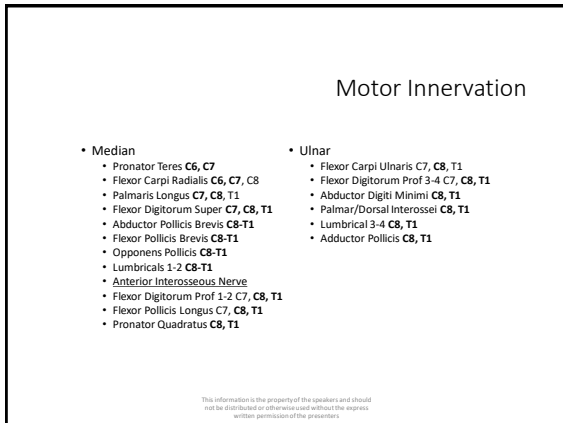 Motor Innervation
• Median
• Pronator Teres C6, C7
• Flexor Carpi Radialis C6, C7, C8
• Palmaris Longus C7, C8, T1
• Flexor Digitorum Super C7, C8, T1
• Abductor Pollicis Brevis C8-T1
• Flexor Pollicis Brevis C8-T1
• Opponens Pollicis C8-T1
• Lumbricals 1-2 C8-T1
• Anterior Interosseous Nerve
• Flexor Digitorum Prof 1-2 C7, C8, T1
• Flexor Pollicis Longus C7, C8, T1
• Pronator Quadratus C8, T1
• Ulnar
• Flexor Carpi Ulnaris C7, C8, T1
• Flexor Digitorum Prof 3-4 C7, C8, T1
• Abductor Digiti Minimi C8, T1
• Palmar/Dorsal Interossei C8, T1
• Lumbrical 3-4 C8, T1
• Adductor Pollicis C8, T1
This information is the property of the speakers and should
not be distributed or otherwise used without the express
written permission of the presenters